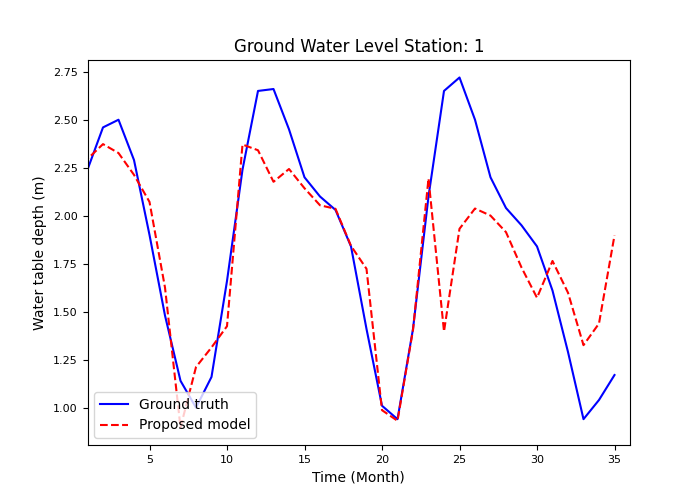 Ground Water Level Station: 1
Water table depth (m)
2.75
2.50
2.25
2.00
1.75
1.50
1.25
1.00
Ground truth
Proposed model
5 10 15 20 25 30 35
Time (Month)